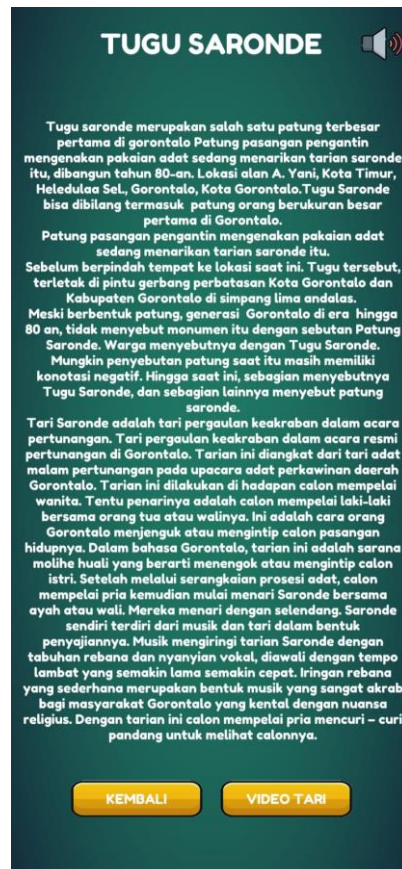 TUGU SARONDE
Tugu saronde merupakan salah satu patung terbesar
pertama di gorontalo Patung pasangan pengantin
mengenakan pakaian adat sedang menarikan tarian saronde
itu, dibangun tahun 80-an. Lokasi alan A. Yani, Kota Timur,
Heledulaa Sel., Gorontalo, Kota Gorontalo.Tugu Saronde
bisa dibilang termasuk patung orang berukuran besar
pertama di Gorontalo.
Patung pasangan pengantin mengenakan pakaian adat
sedang menarikan tarian saronde itu.
Sebelum berpindah tempat ke lokasi saat ini. Tugu tersebut,
terletak di pintu gerbang perbatasan Kota Gorontalo dan
Kabupaten Gorontalo di simpang lima andalas.
Meski berbentuk patung, generasi Gorontalo di era hingga
80 an, tidak menyebut monumen itu dengan sebutan Patung
Saronde. Warga menyebutnya dengan Tugu Saronde.
Mungkin penyebutan patung saat itu masih memiliki
konotasi negatif. Hingga saat ini, sebagian menyebutnya
Tugu Saronde, dan sebagian lainnya menyebut patung
saronde.
Tari Saronde adalah tari pergaulan keakraban dalam acara
pertunangan. Tari pergaulan keakraban dalam acara resmi
pertunangan di Gorontalo. Tarian ini diangkat dari tari adat
malam pertunangan pada upacara adat perkawinan daerah
Gorontalo. Tarian ini dilakukan di hadapan calon mempelai
wanita. Tentu penarinya adalah calon mempelai laki-laki
bersama orang tua atau walinya. Ini adalah cara orang
Gorontalo menjenguk atau mengintip calon pasangan
hidupnya. Dalam bahasa Gorontalo, tarian ini adalah sarana
molihe huali yang berarti menengok atau mengintip calon
istri. Setelah melalui serangkaian prosesi adat, calon
mempelai pria kemudian mulai menari Saronde bersama
ayah atau wali. Mereka menari dengan selendang. Saronde
sendiri terdiri dari musik dan tari dalam bentuk
penyajiannya. Musik mengiringi tarian Saronde dengan
tabuhan rebana dan nyanyian vokal, diawali dengan tempo
lambat yang semakin lama semakin cepat. Iringan rebana
yang sederhana merupakan bentuk musik yang sangat akrab
bagi masyarakat Gorontalo yang kental dengan nuansa
religius. Dengan tarian ini calon mempelai pria mencuri – curi
pandang untuk melihat calonnya.
KEMBALI
VIDEO TARI